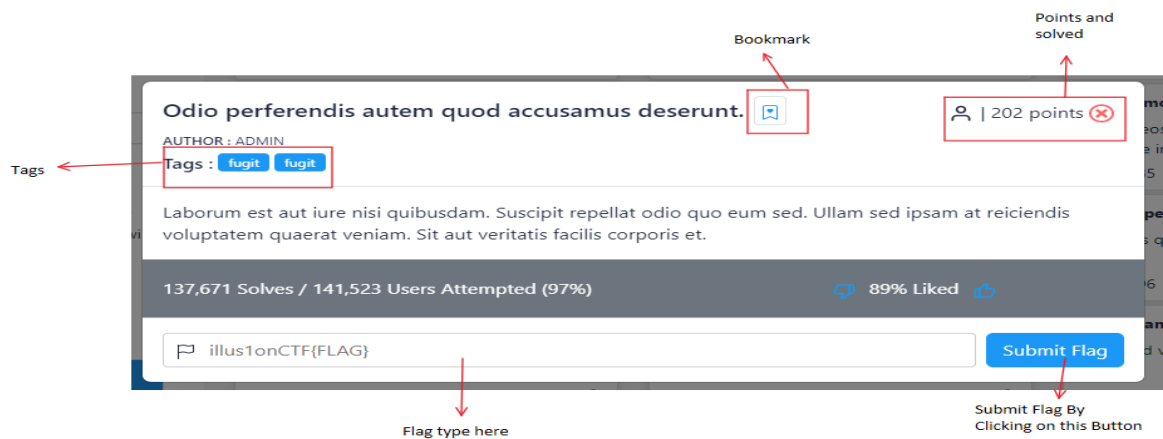 Points and
solved
Bookmark
Odio perferendis autem quod accusamus deserunt.
| 202 points
AUTHOR : ADMIN
Tags
Tags : fugit fugit
Laborum est aut iure nisi quibusdam. Suscipit repellat odio quo eum sed. Ullam sed ipsam at reiciendis
voluptatem quaerat veniam. Sit aut veritatis facilis corporis et.
137,671 Solves / 141,523 Users Attempted (97%)
89% Liked
illus1onCTF{FLAG}
Submit Flag
Flag type here
Submit Flag By
Clicking on this Button